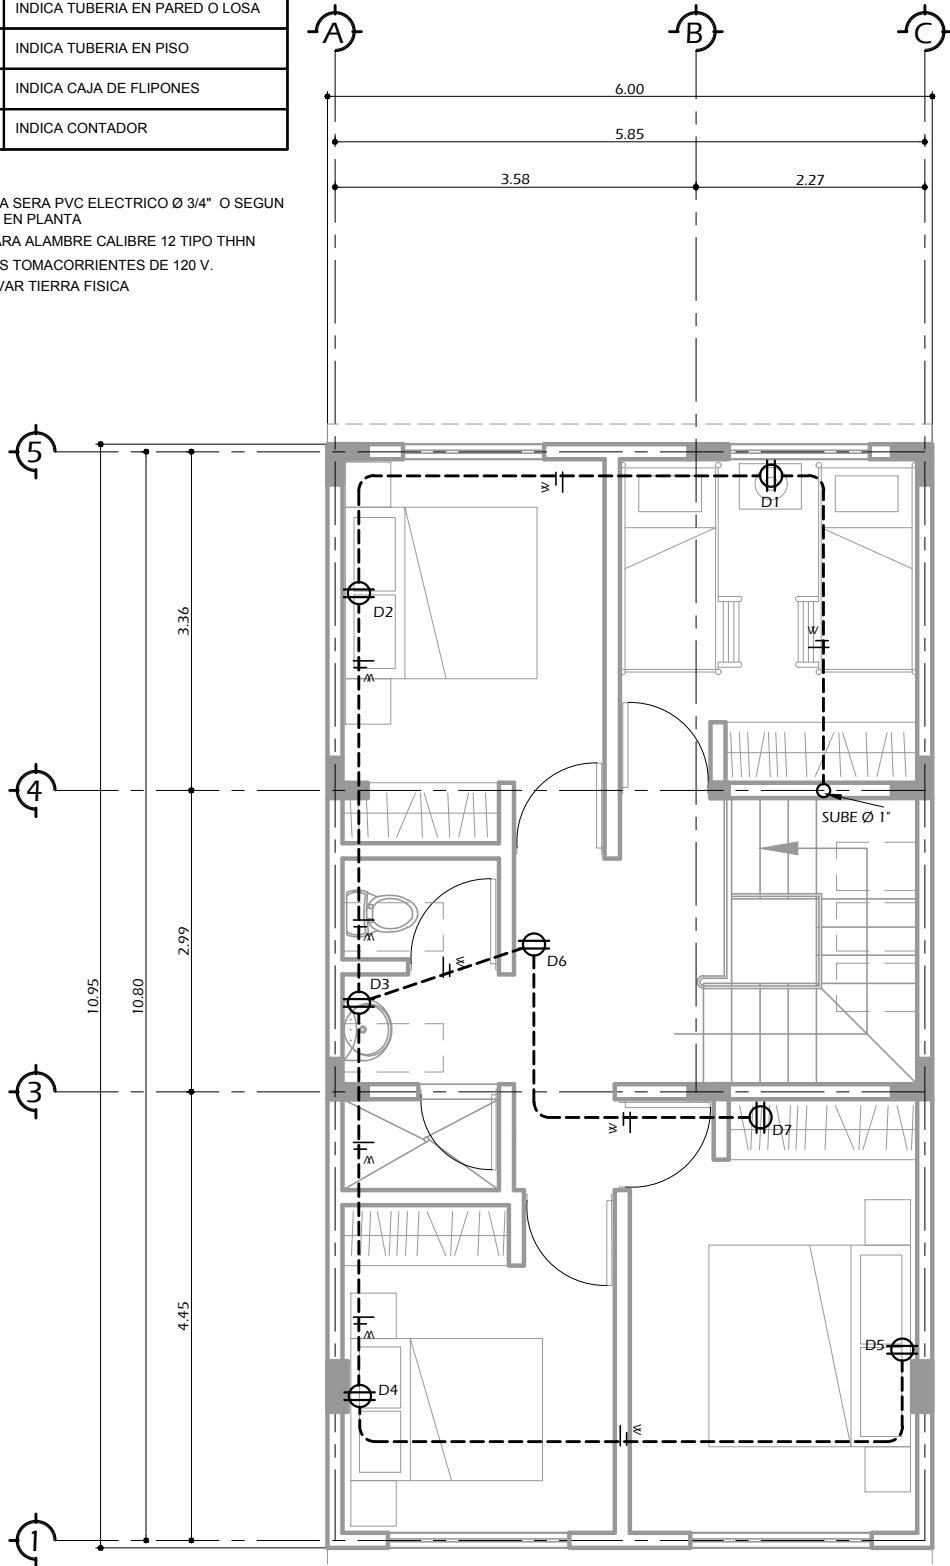 INDICA TUBERIA EN PARED O LOSA
INDICA TUBERIA EN PISO
INDICA CAJA DE FLIPONES
INDICA CONTADOR
A SERA PVC ELECTRICO Ø 3/4" O SEGUN
EN PLANTA
ARA ALAMBRE CALIBRE 12 TIPO THHN
S TOMACORRIENTES DE 120 V.
VAR TIERRA FISICA
A
B
C
6.00
5.85
3.58
2.27
5
D1
D2
3.36
4
SUBE Ø 1"
2.99
D6
D3
10.95
10.80
3
D7
4.45
D5
D4
1